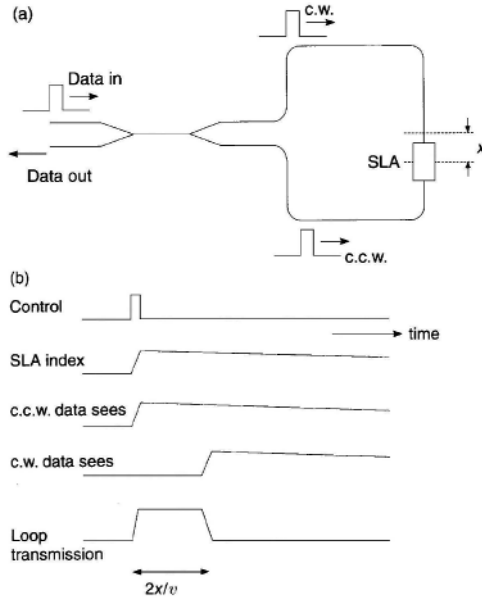 (a)
c.w.
Data in
Data out
SLA
x
c.c.w.
(b)
Control
time
SLA index
c.c.w. data sees
c.w. data sees
Loop
transmission
2x/v